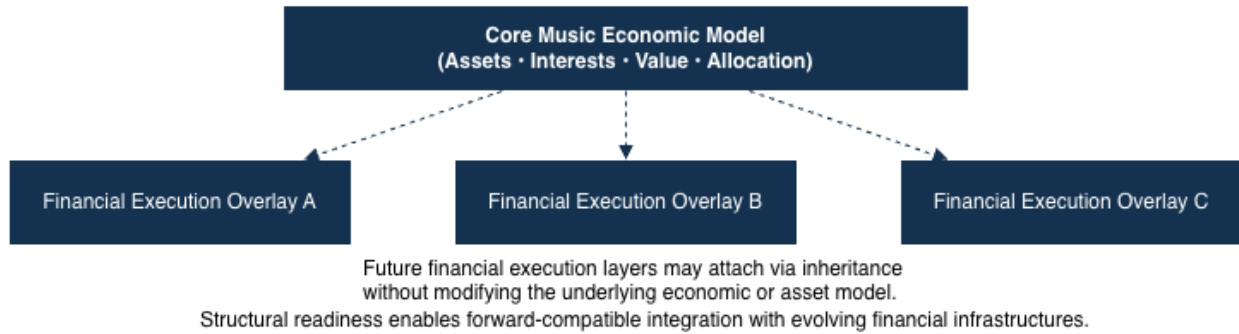 Core Music Economic Model
(Assets · Interests · Value · Allocation)
Financial Execution Overlay A
Financial Execution Overlay B
Financial Execution Overlay C
Future financial execution layers may attach via inheritance
without modifying the underlying economic or asset model.
Structural readiness enables forward-compatible integration with evolving financial infrastructures.